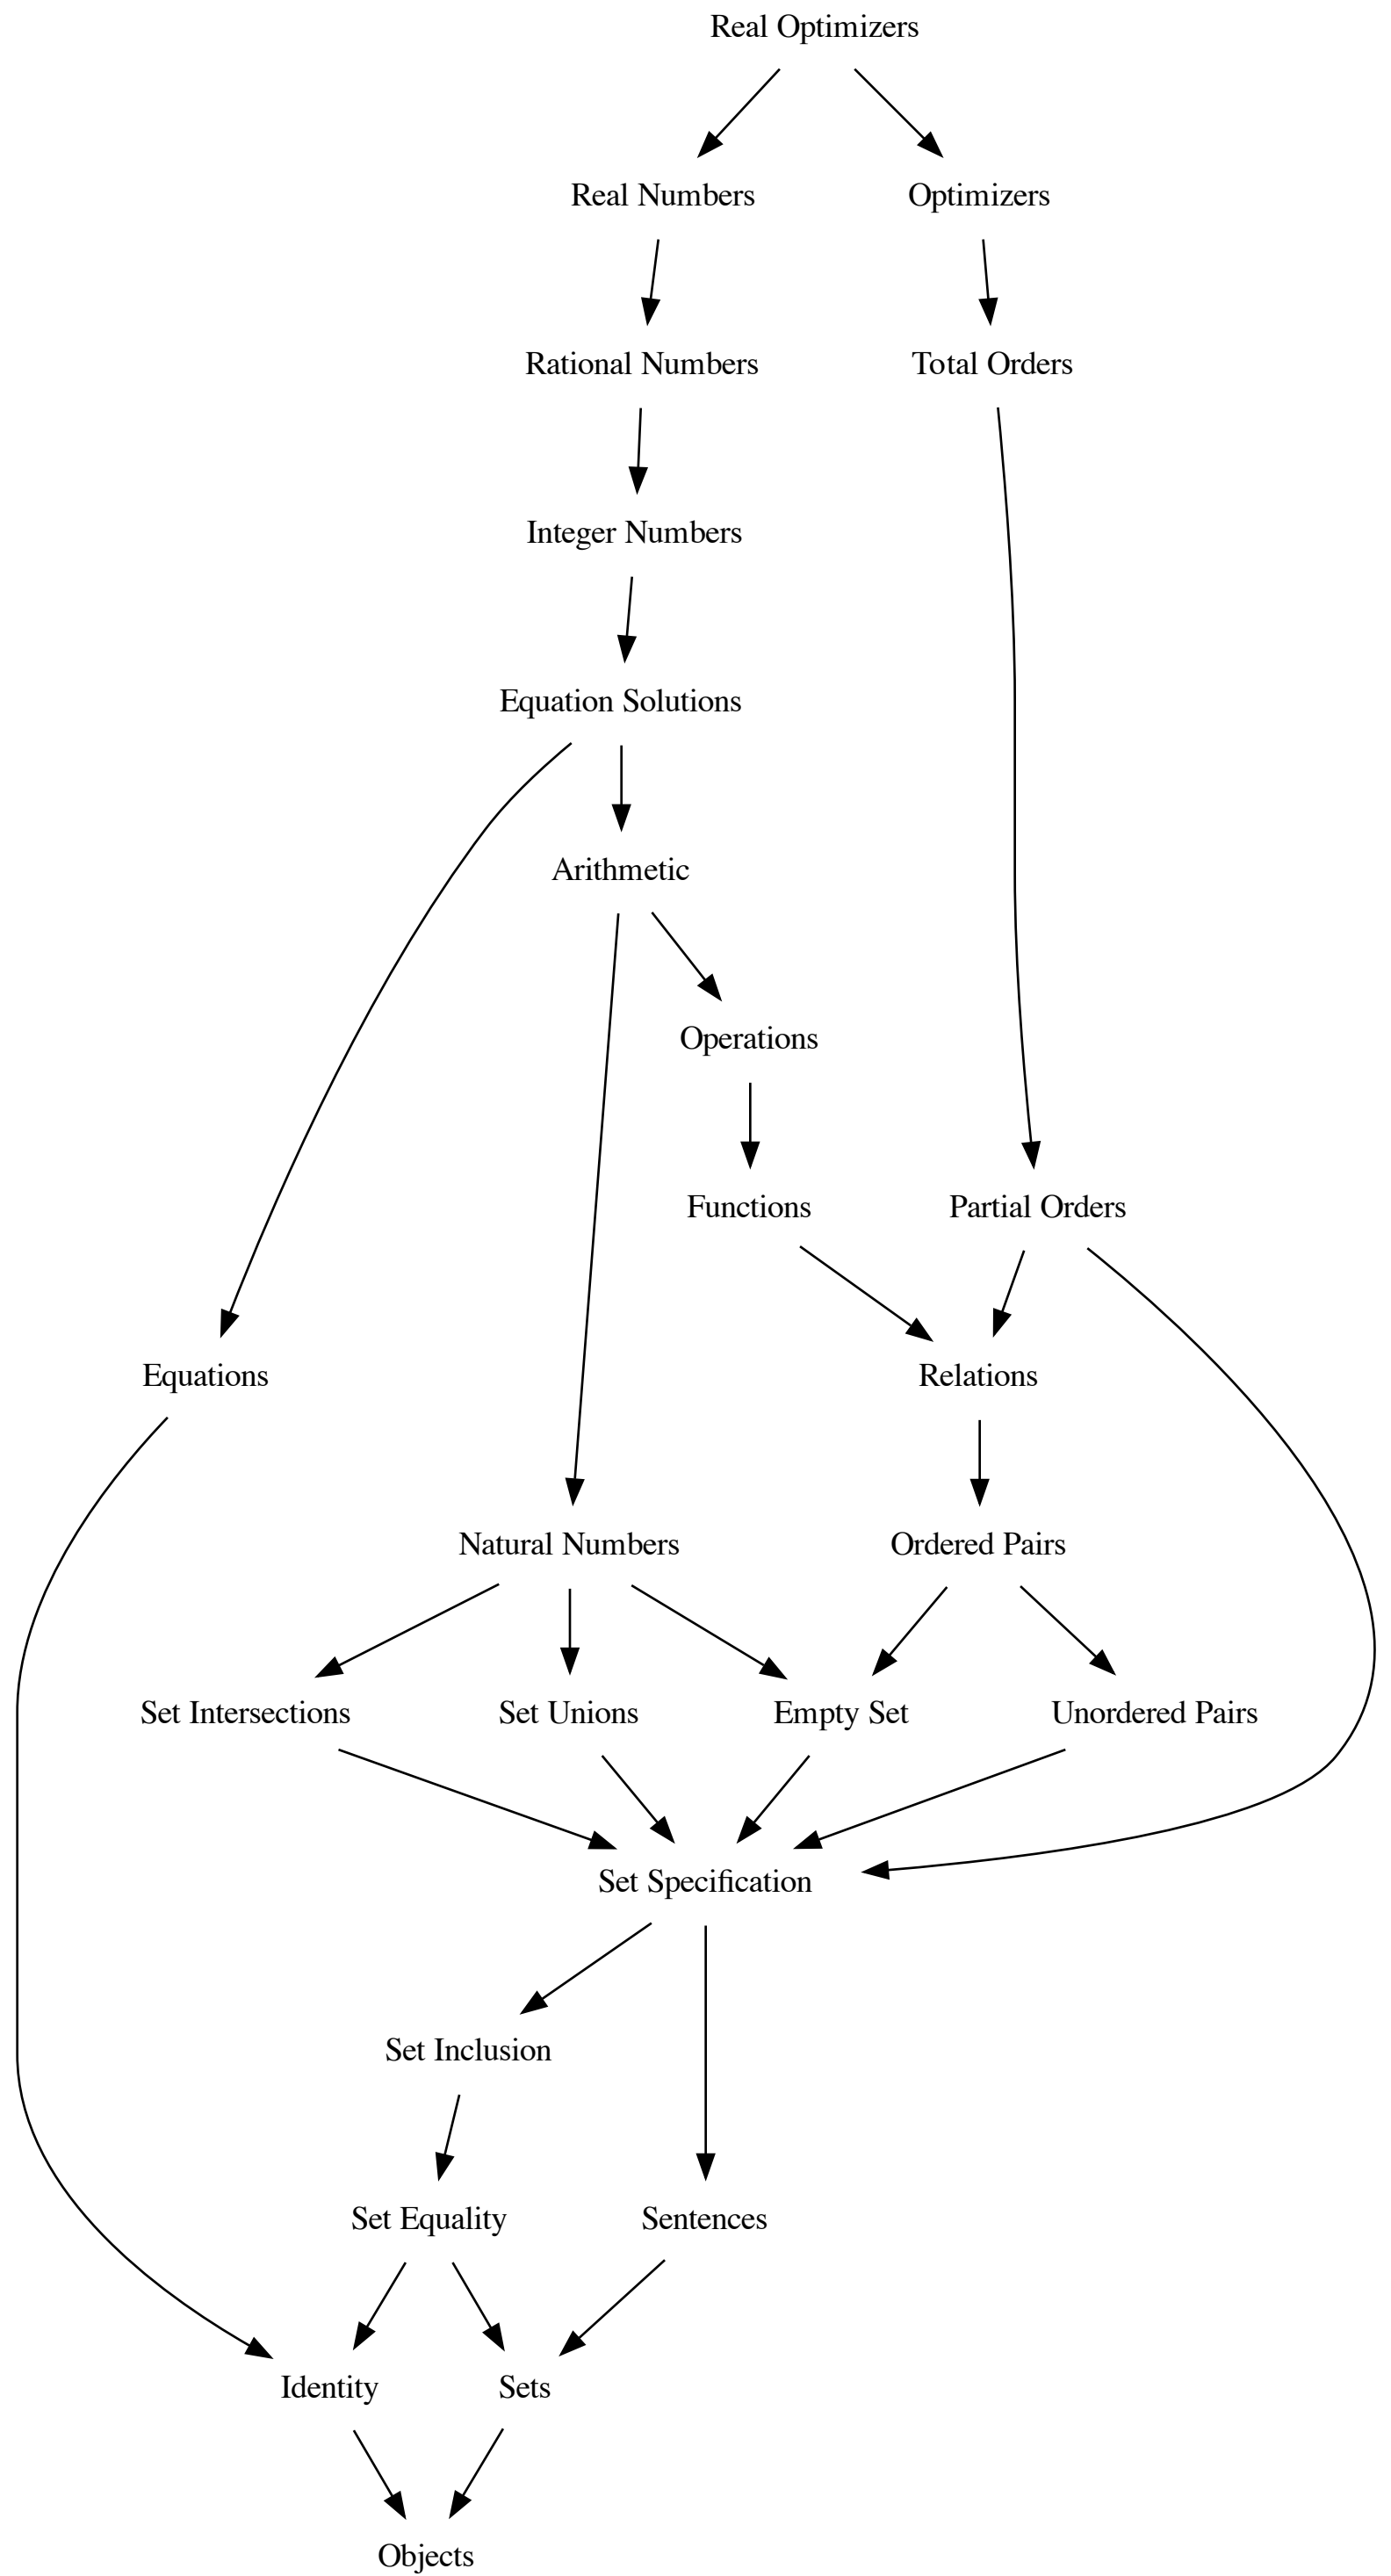 Real Optimizers
Real Numbers
Optimizers
Rational Numbers
Total Orders
Integer Numbers
Equation Solutions
Arithmetic
Operations
Functions
Partial Orders
Equations
Relations
Natural Numbers
Ordered Pairs
Set Intersections
Set Unions
Empty Set
Unordered Pairs
Set Specification
Set Inclusion
Set Equality
Sentences
Identity
Sets
Objects